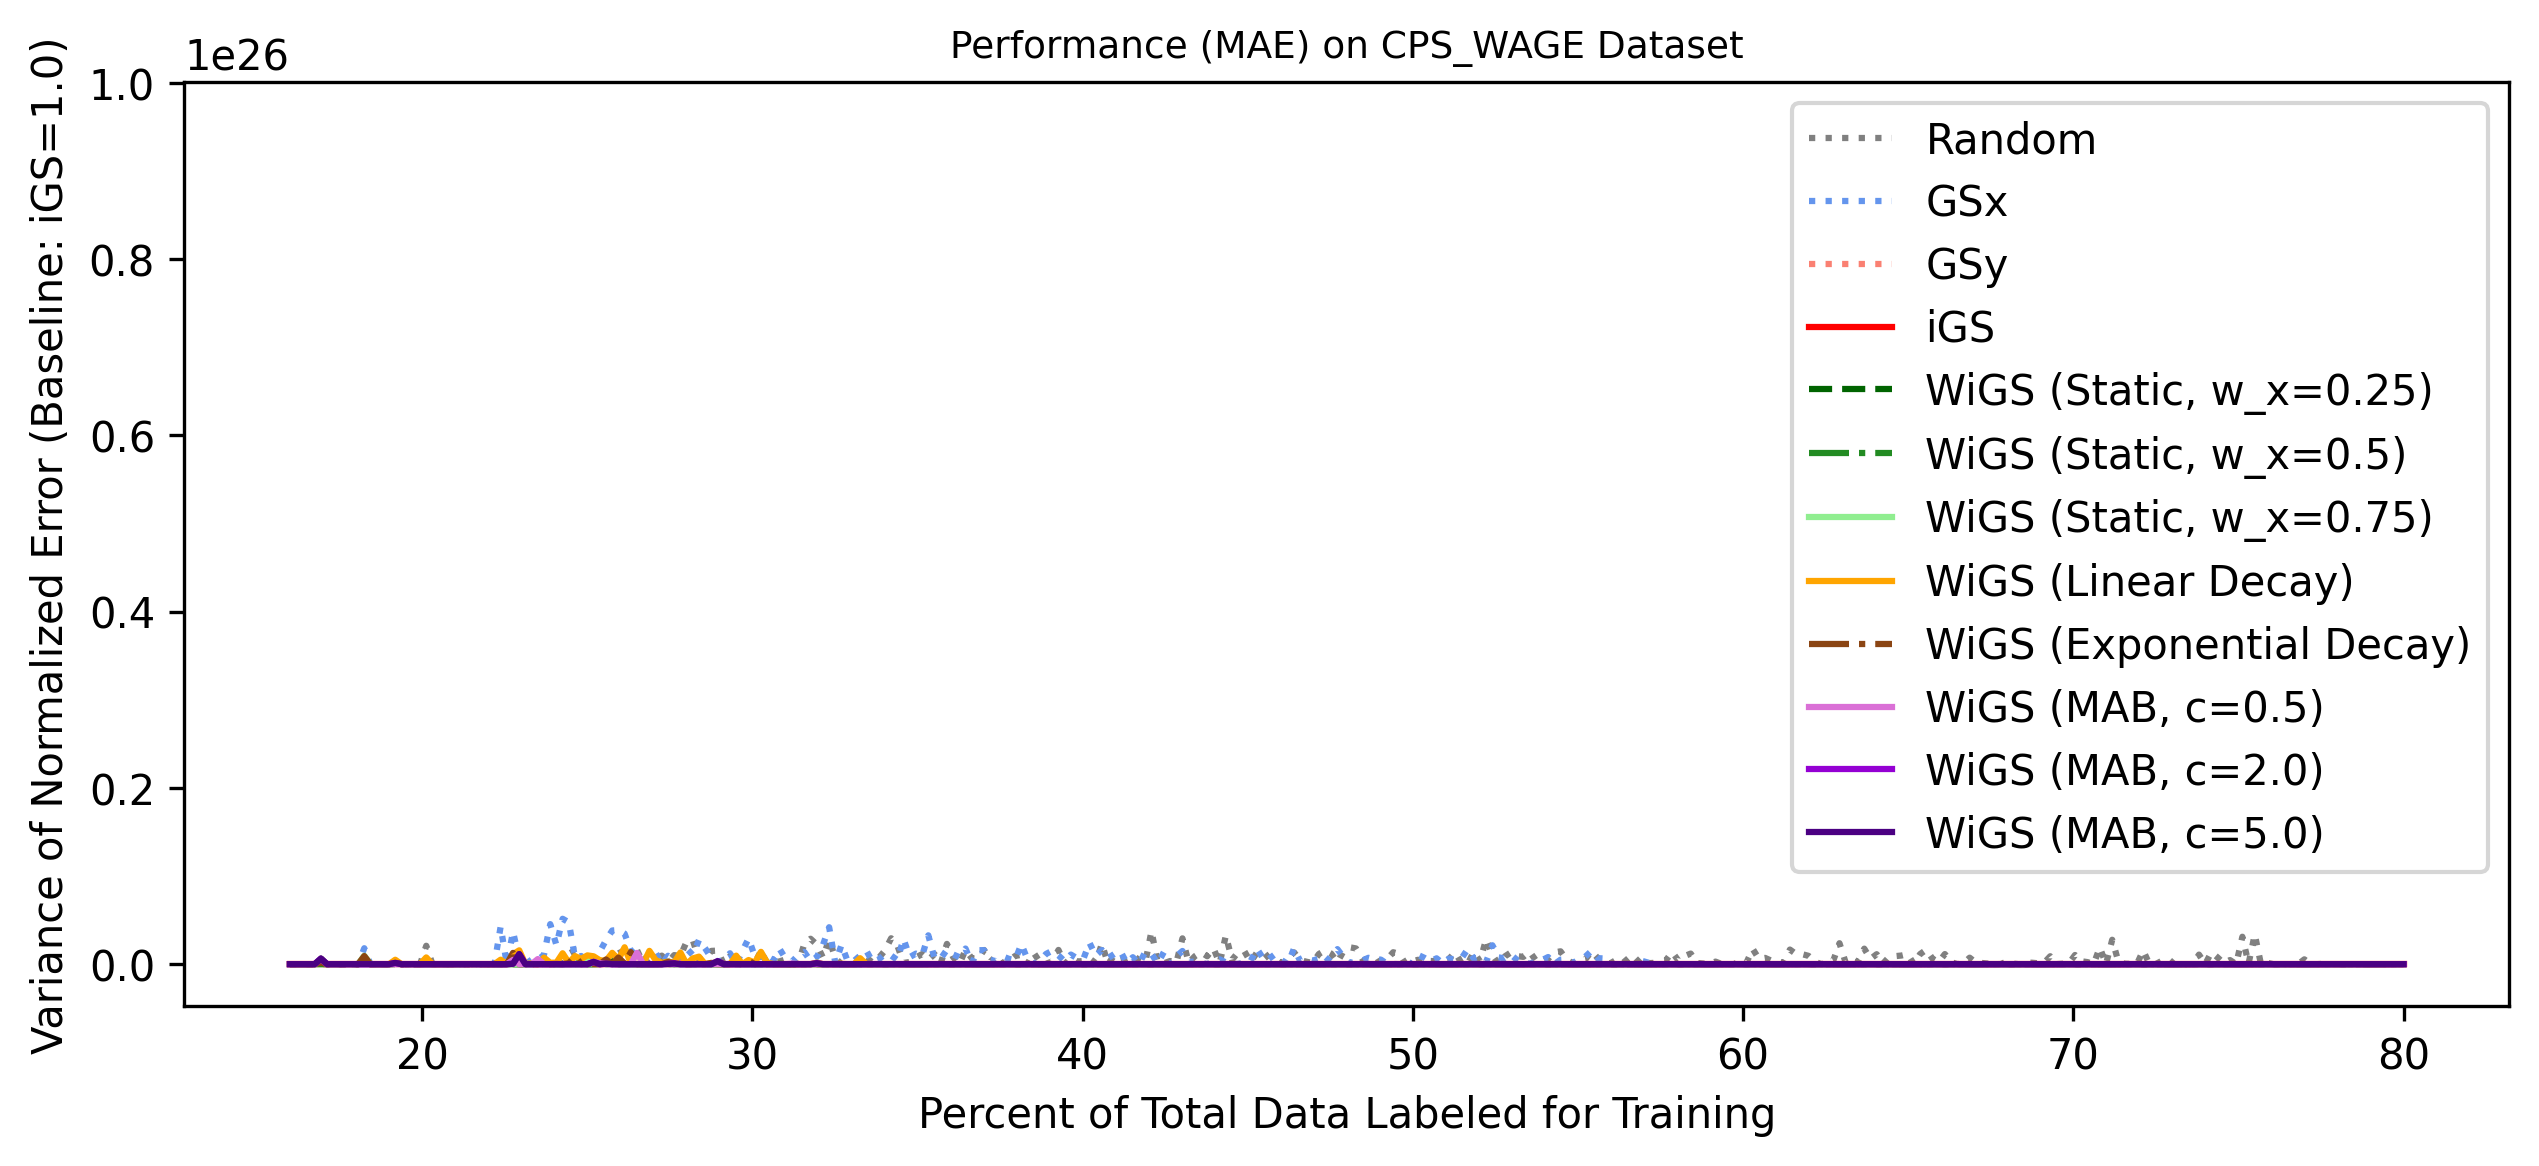 Performance (MAE) on CPS_WAGE Dataset
1e26
Variance of Normalized Error (Baseline: iGS=1.0)
1.0
0.8
0.6
0.4
0.2
0.0
Random
GSx
GSy
iGS
WiGS (Static, w_x=0.25)
WiGS (Static, w_x=0.5)
WiGS (Static, w_x=0.75)
WiGS (Linear Decay)
WiGS (Exponential Decay)
WiGS (MAB, c=0.5)
WiGS (MAB, c=2.0)
WiGS (MAB, c=5.0)
20 30 40 50 60 70 80
Percent of Total Data Labeled for Training